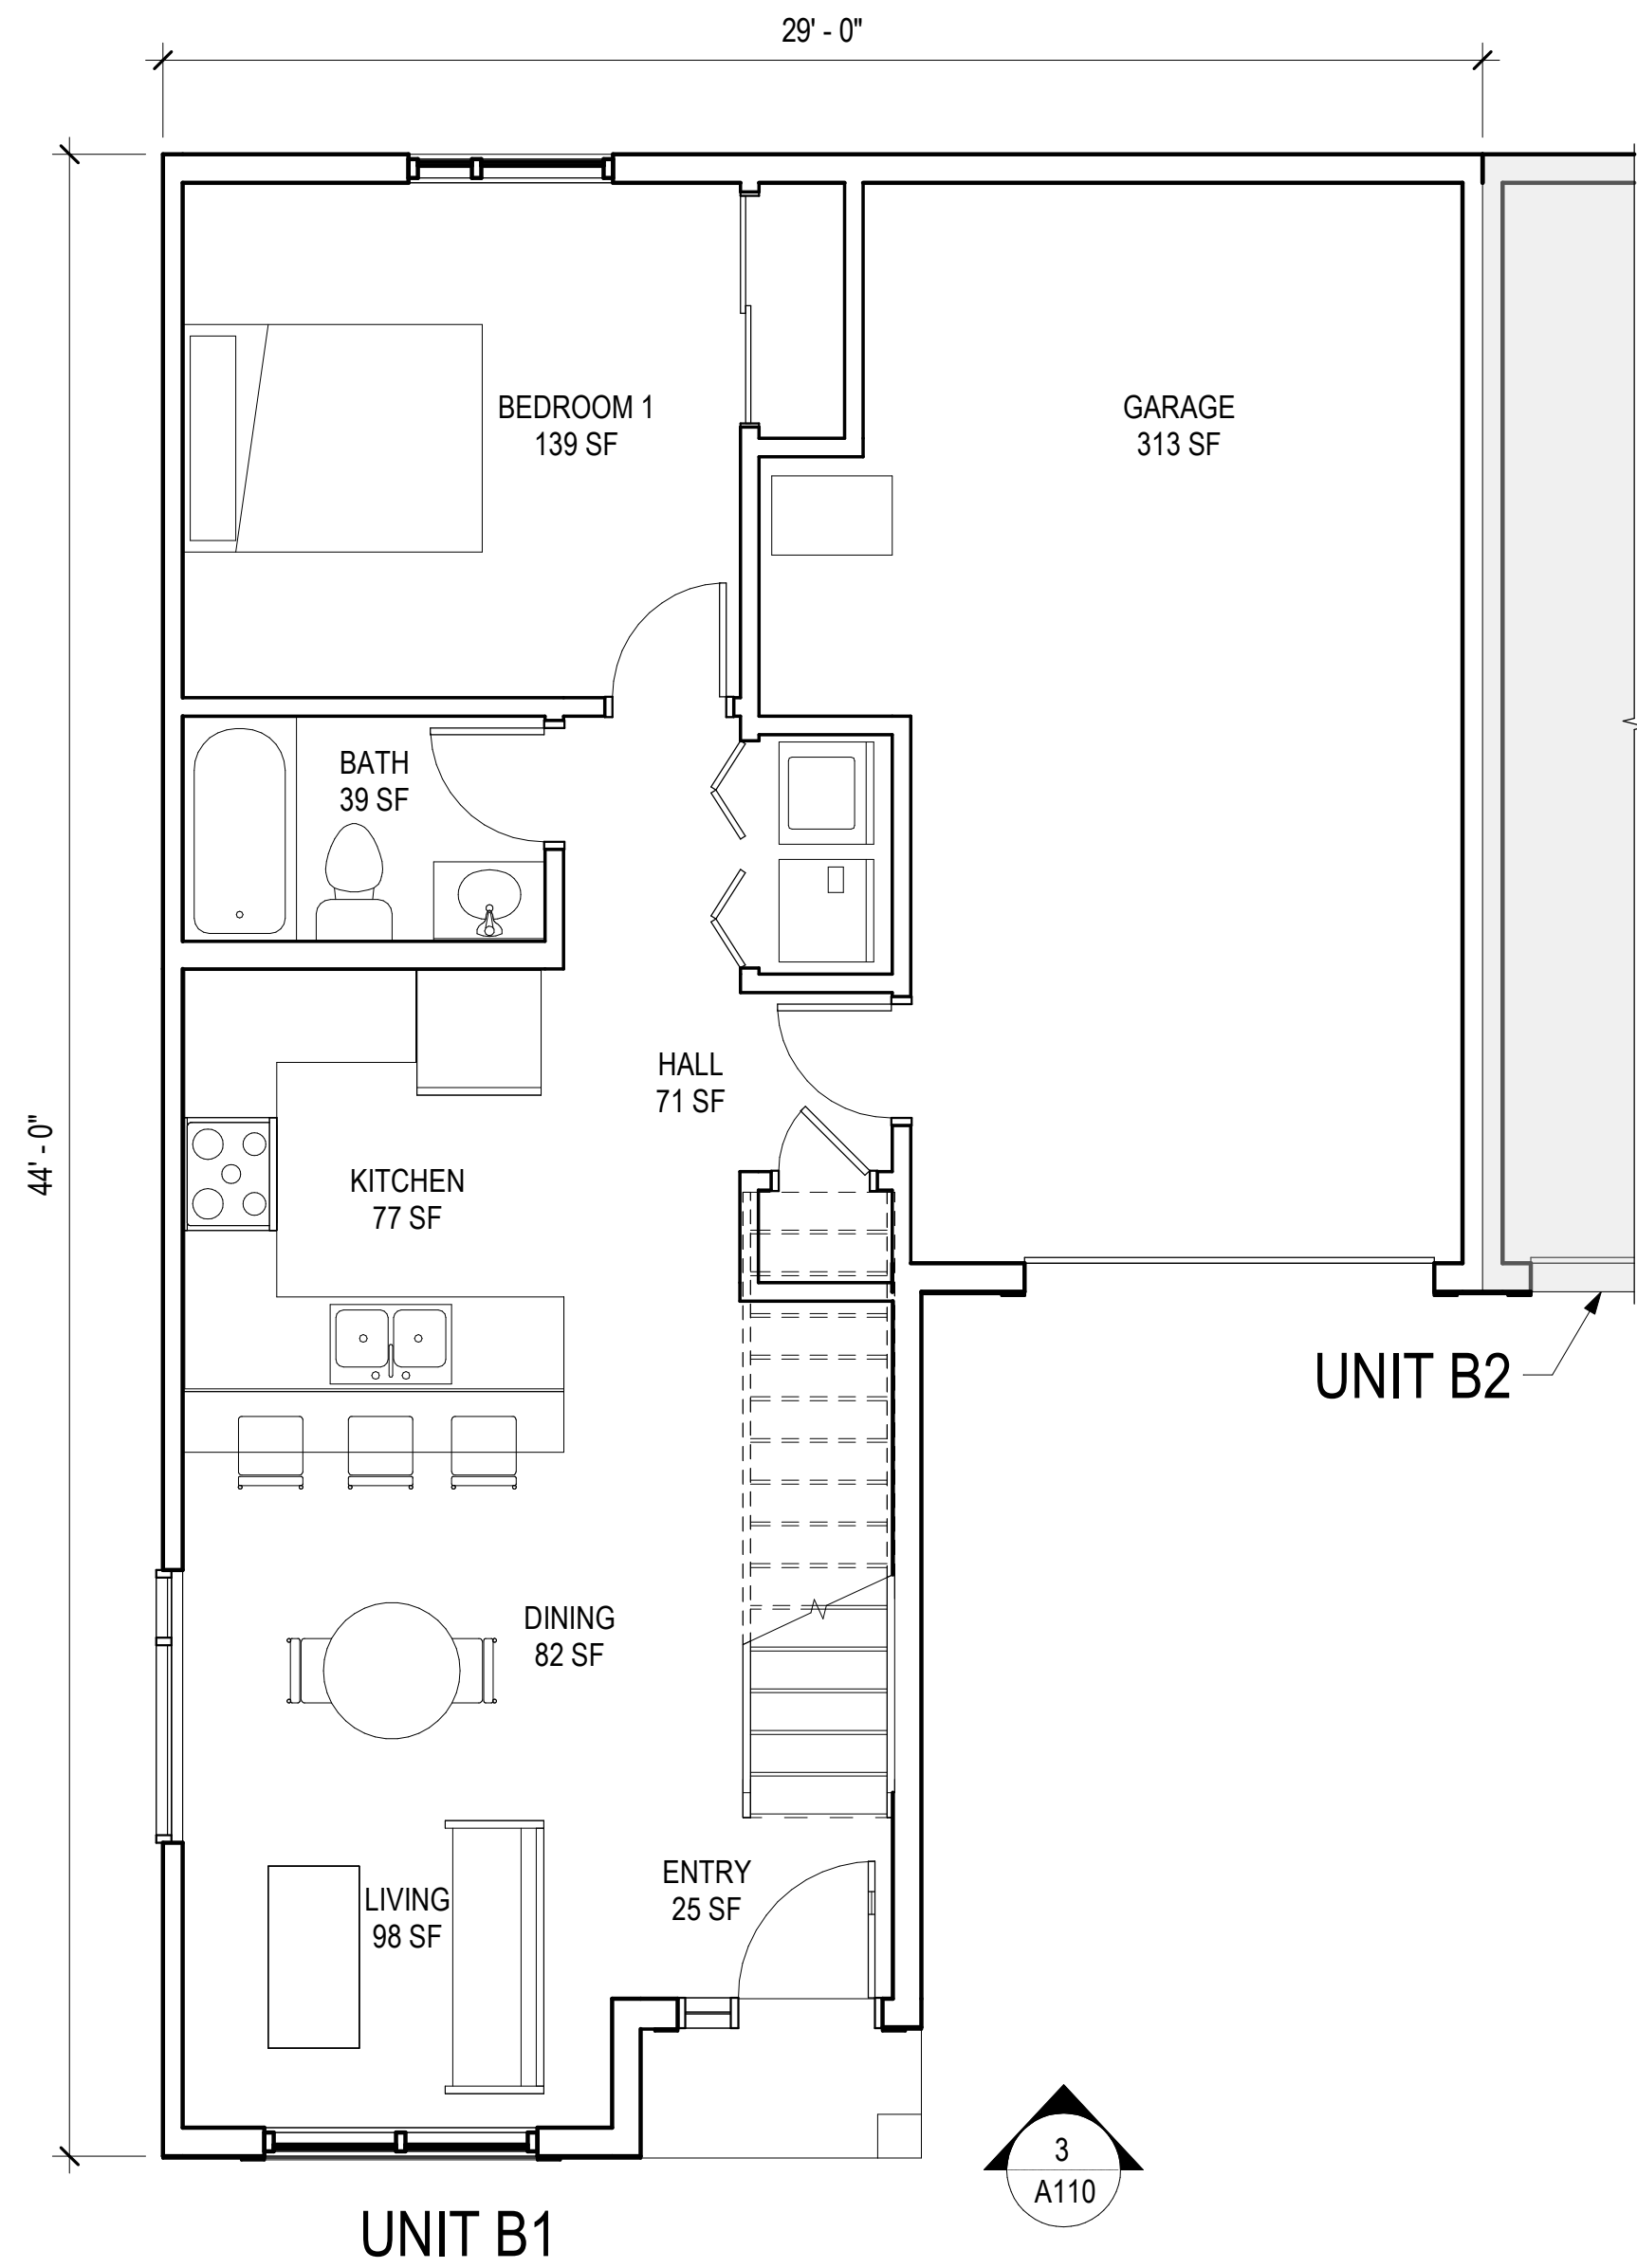 29' - 0"
BEDROOM 1
139 SF
GARAGE
313 SF
BATH
39 SF
HALL
71 SF
44' - 0"
KITCHEN
77 SF
UNIT B2
DINING
82 SF
ENTRY
25 SF
LIVING
98 SF
3
A110
UNIT B1